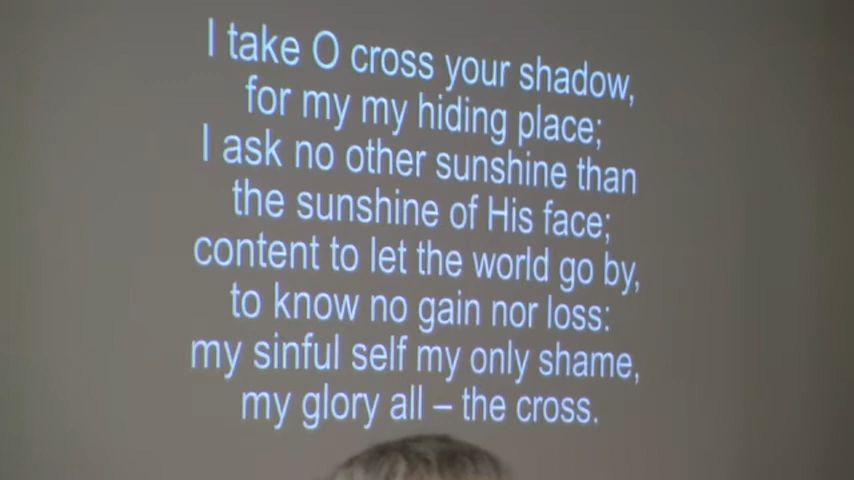 I take O cross your shadow,
for my my hiding place;
I ask no other sunshine than
the sunshine of His face;
content to let the world go by,
to know no gain nor loss:
my sinful self my only shame,
my glory all – the cross.